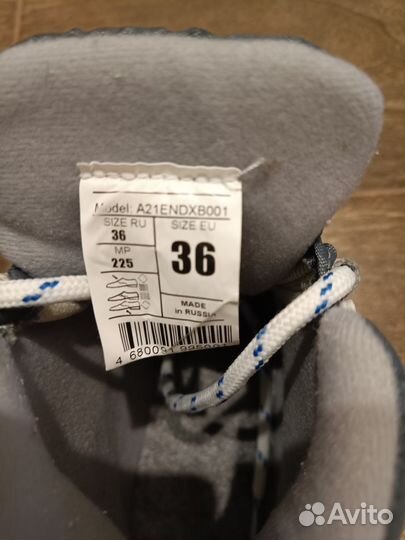 Model: A21ENDXB001
SIZE RU SIZE EU
36 36
MP
225
MADE
in RUSSIA
Avito